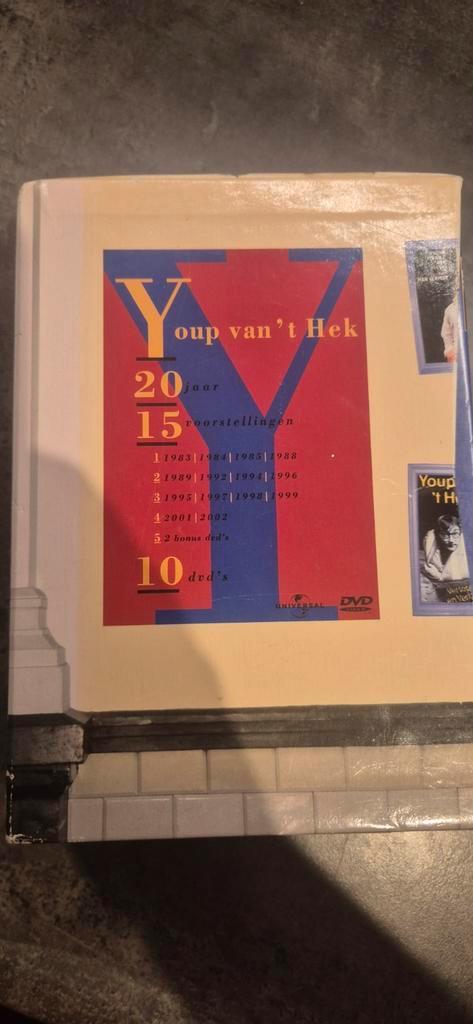 Youp van 't Hek
20 jaar
15 voorstellingen
1 1983|1984|1985|1988
2 1989|1992|1994|1996
3 1995|1997|1998|1999
4 2001|2002
5 2 bonus dvd's
10 dvd's
UNIVERSAL
DVD
VIDEO
Youp
't H